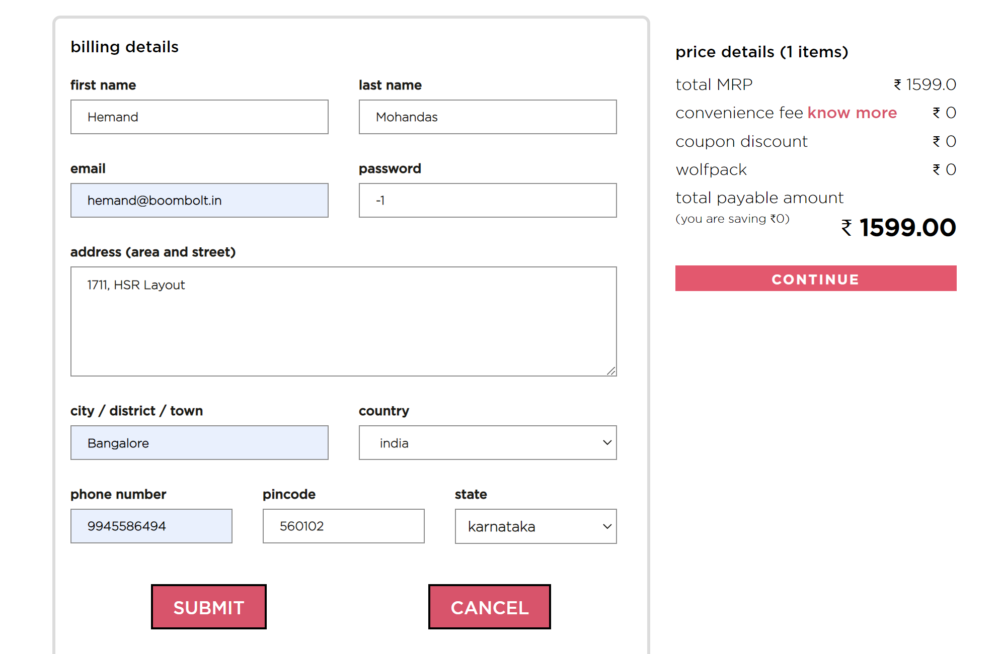 billing details
first name
last name
Hemand
Mohandas
email
password
hemand@boombolt.in
-1
address (area and street)
1711, HSR Layout
city / district / town
country
Bangalore
india
phone number
pincode
state
9945586494
560102
karnataka
SUBMIT
CANCEL
price details (1 items)
total MRP ₹ 1599.0
convenience fee know more ₹ 0
coupon discount ₹ 0
wolfpack ₹ 0
total payable amount
(you are saving ₹0)
₹ 1599.00
CONTINUE